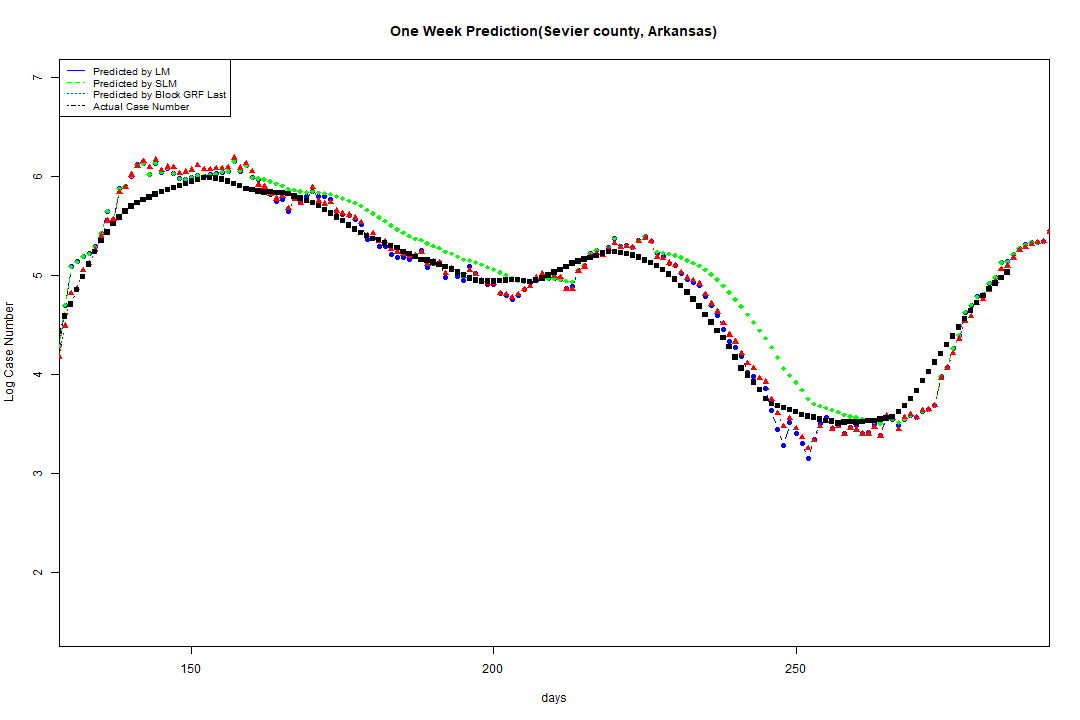 One Week Prediction(Sevier county, Arkansas)
Predicted by LM
Predicted by SLM
Predicted by Block GRF Last
Actual Case Number
7
6
5
4
3
2
Log Case Number
150
200
250
days